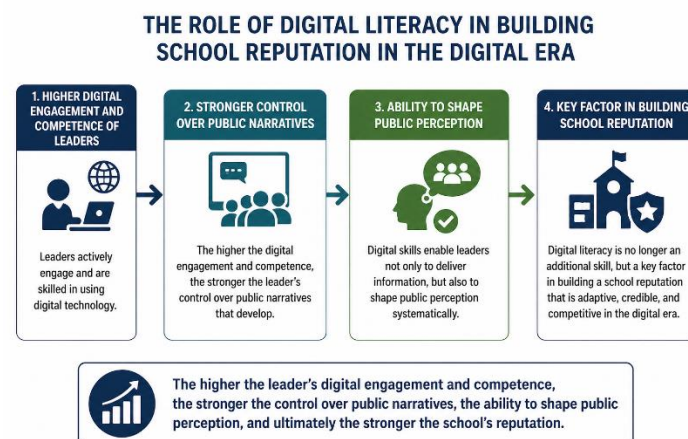 THE ROLE OF DIGITAL LITERACY IN BUILDING
SCHOOL REPUTATION IN THE DIGITAL ERA
1. HIGHER DIGITAL
ENGAGEMENT AND
COMPETENCE OF
LEADERS
Leaders actively
engage and are
skilled in using
digital technology.
2. STRONGER CONTROL
OVER PUBLIC NARRATIVES
The higher the digital
engagement and competence,
the stronger the leader's
control over public narratives
that develop.
3. ABILITY TO SHAPE
PUBLIC PERCEPTION
Digital skills enable leaders
not only to deliver
information, but also to
shape public perception
systematically.
4. KEY FACTOR IN BUILDING
SCHOOL REPUTATION
Digital literacy is no longer an
additional skill, but a key factor
in building a school reputation
that is adaptive, credible, and
competitive in the digital era.
The higher the leader's digital engagement and competence,
the stronger the control over public narratives, the ability to shape public
perception, and ultimately the stronger the school's reputation.